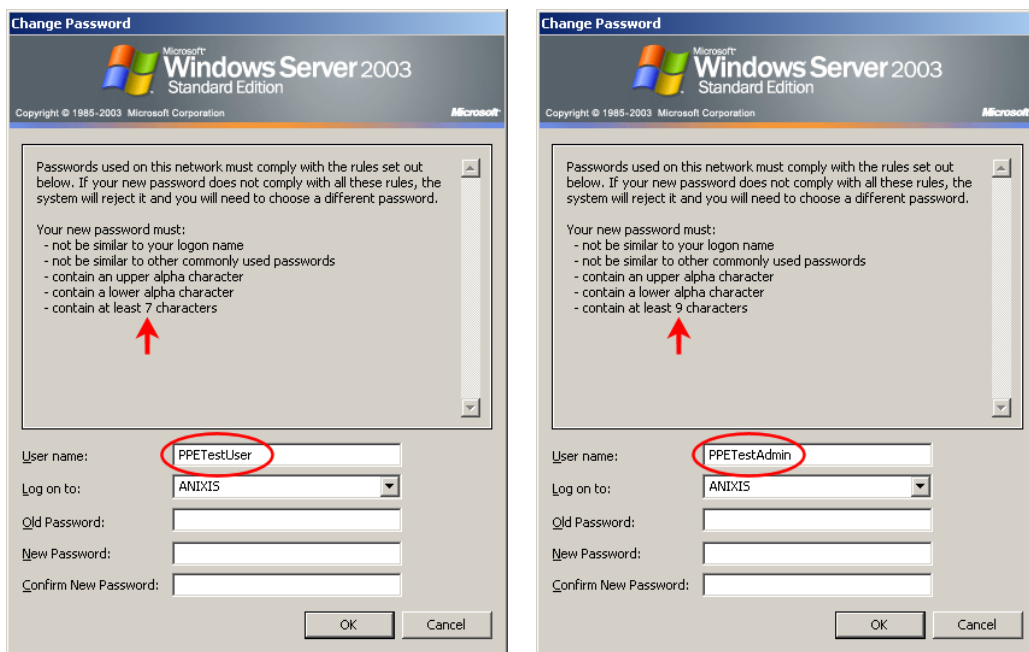 Change Password
Microsoft
Windows Server 2003
Standard Edition
Copyright © 1985-2003 Microsoft Corporation
Microsoft
Passwords used on this network must comply with the rules set out
below. If your new password does not comply with all these rules, the
system will reject it and you will need to choose a different password.
Your new password must:
- not be similar to your logon name
- not be similar to other commonly used passwords
- contain an upper alpha character
- contain a lower alpha character
- contain at least 7 characters
User name: PPETestUser
Log on to: ANIXIS
Old Password:
New Password:
Confirm New Password:
OK Cancel
Change Password
Microsoft
Windows Server 2003
Standard Edition
Copyright © 1985-2003 Microsoft Corporation
Microsoft
Passwords used on this network must comply with the rules set out
below. If your new password does not comply with all these rules, the
system will reject it and you will need to choose a different password.
Your new password must:
- not be similar to your logon name
- not be similar to other commonly used passwords
- contain an upper alpha character
- contain a lower alpha character
- contain at least 9 characters
User name: PPETestAdmin
Log on to: ANIXIS
Old Password:
New Password:
Confirm New Password:
OK Cancel